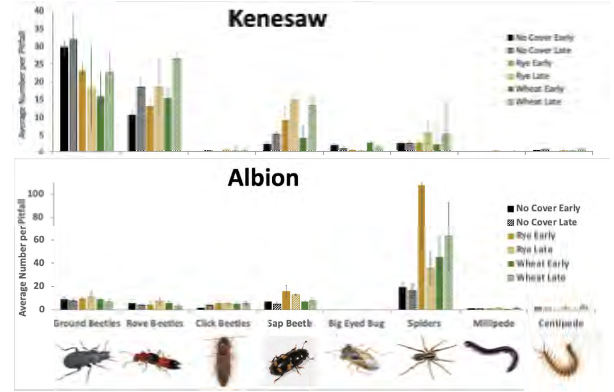 Kenesaw
Average Number per Pitfall
40
35
30
25
20
15
10
5
0
No Cover Early
No Cover Late
Rye Early
Rye Late
Wheat Early
Wheat Late
Albion
Average Number per Pitfall
100
80
60
40
20
0
No Cover Early
No Cover Late
Rye Early
Rye Late
Wheat Early
Wheat Late
Ground Beetles Rove Beetles Click Beetles Sap Beetle Big Eyed Bug Spiders Millipede Centipede